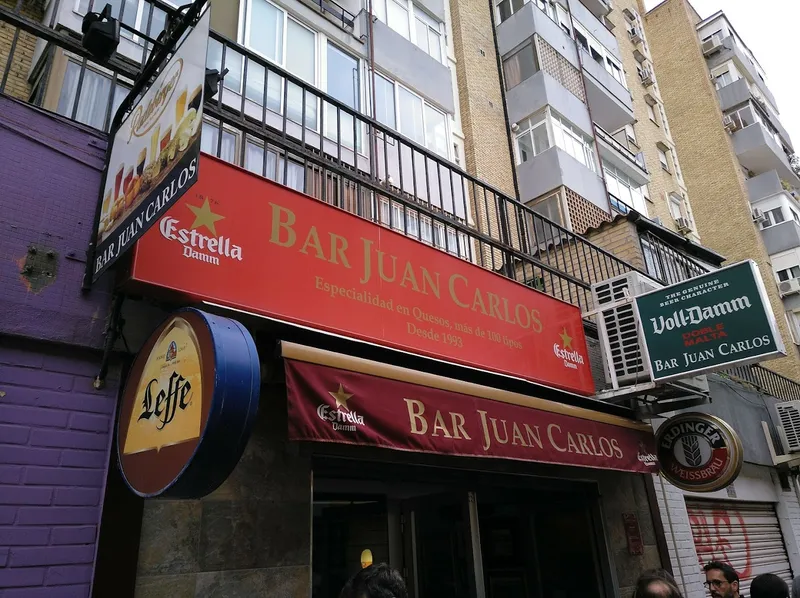 BAR JUAN CARLOS
Estrella
Damm
BAR JUAN CARLOS
Especialidad en Quesos, más de 180 tipos
Desde 1993
Estrella
Damm
Leffe
Estrella
Damm
BAR JUAN CARLOS
Estrella
THE GENUINE
BEER CHARACTER
Voll-Damm
DOBLE
MALTA
BAR JUAN CARLOS
ERDINGER
WEISSBRÄU